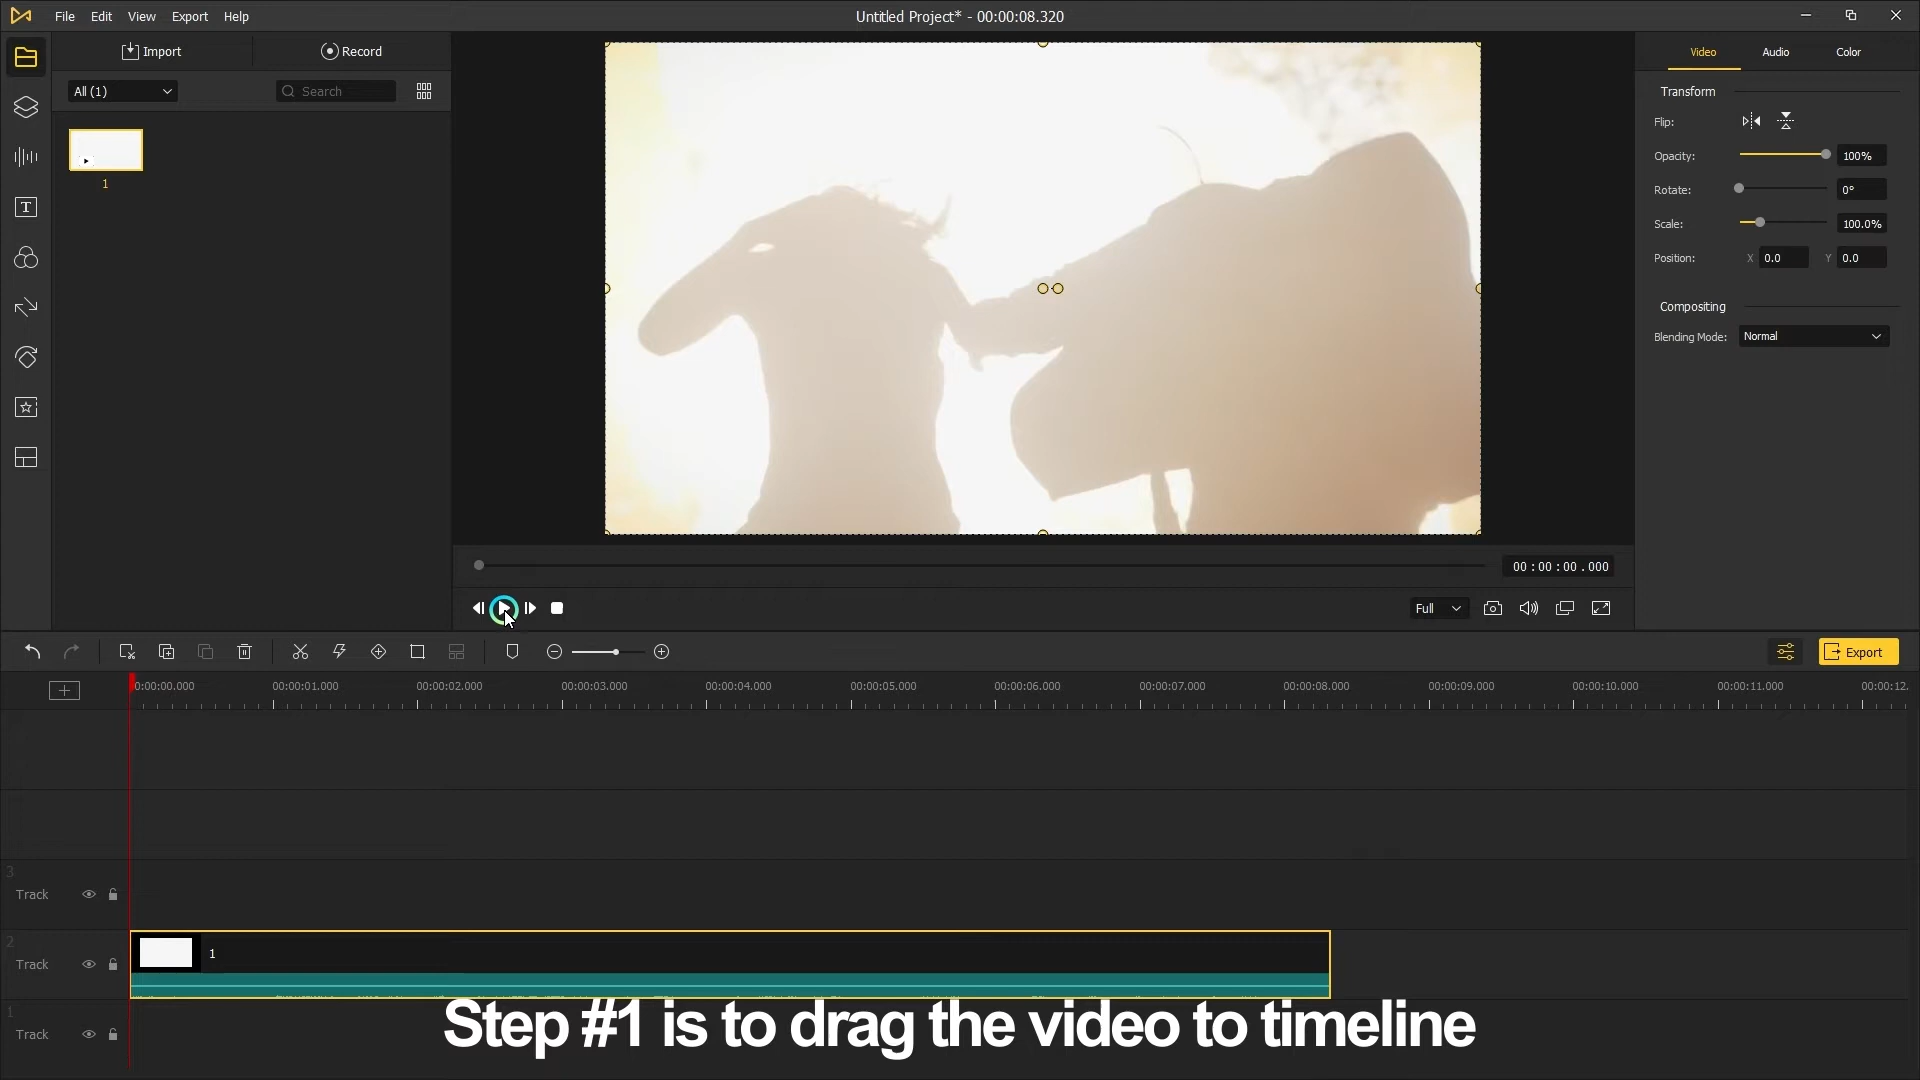 File Edit View Export Help
Untitled Project* - 00:00:08.320
Import
Record
All (1)
Search
1
Video Audio Color
Transform
Flip:
Opacity: 100%
Rotate: 0°
Scale: 100.0%
Position: X 0.0 Y 0.0
Compositing
Blending Mode: Normal
00:00:00.000
Full
Export
0:00:00.000 00:00:01.000 00:00:02.000 00:00:03.000 00:00:04.000 00:00:05.000 00:00:06.000 00:00:07.000 00:00:08.000 00:00:09.000 00:00:10.000 00:00:11.000 00:00:12.
3
Track
2
Track
1
1
Track
Step #1 is to drag the video to timeline